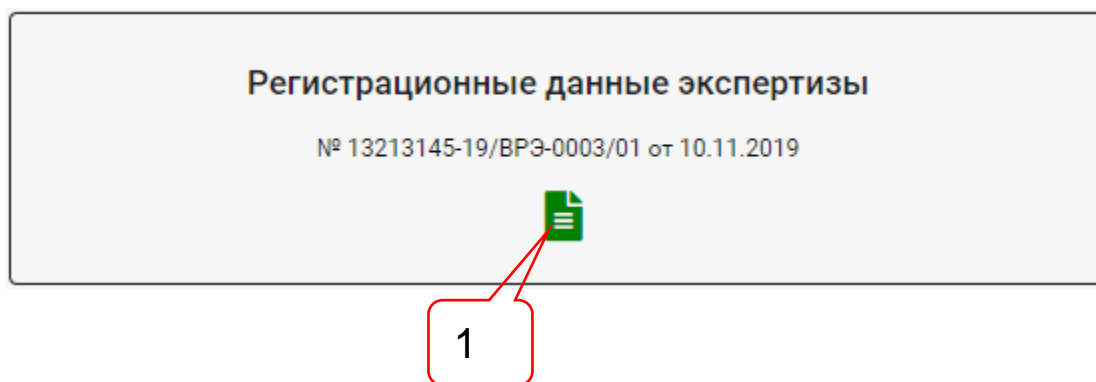 Регистрационные данные экспертизы
№ 13213145-19/ВРЭ-0003/01 от 10.11.2019
1